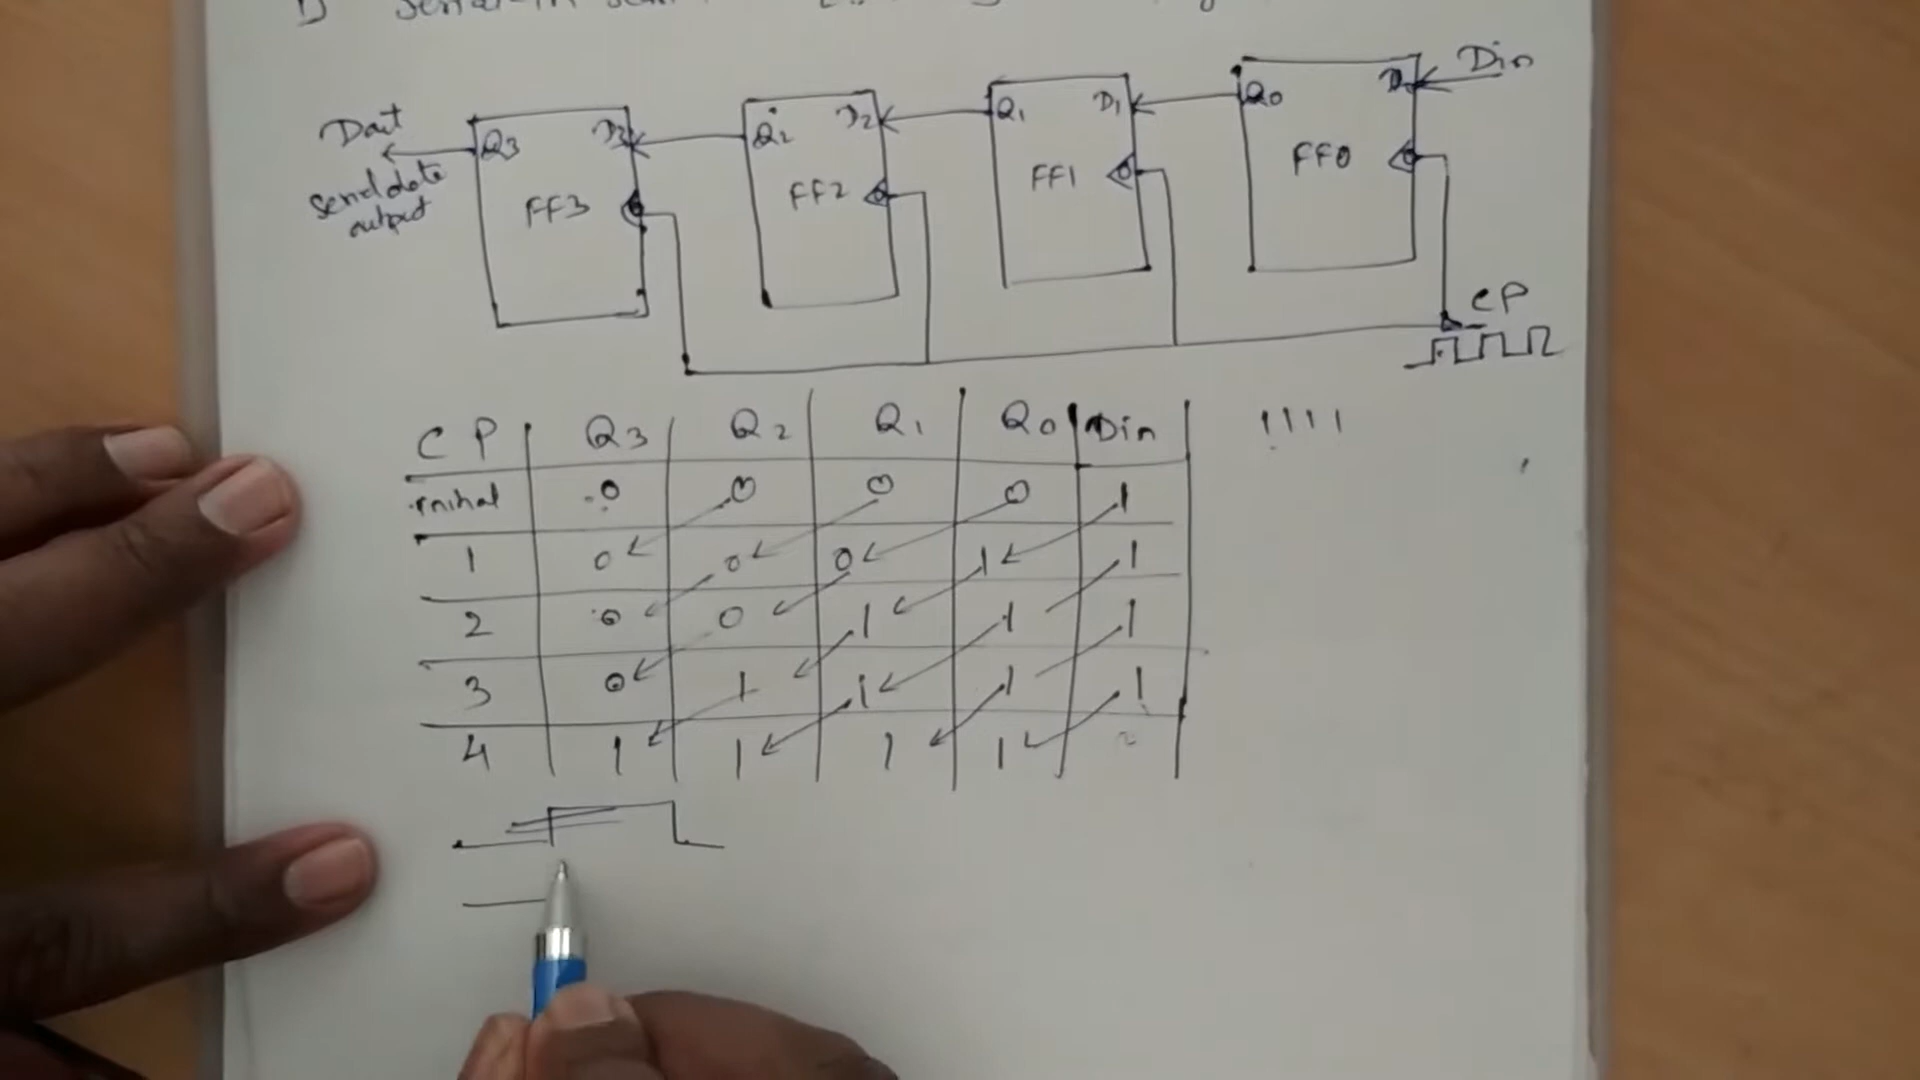 1)
Din
Q0 D
Q1 D1
Q2 D2
Q3 D3
Dout
serial data
output
FF3 FF2 FF1 FF0
CP
CP Q3 Q2 Q1 Q0 Din 1111
0 0 0 0 1
1 0 0 0 1 1
2 0 0 1 1 1
3 0 1 1 1 1
4 1 1 1 1